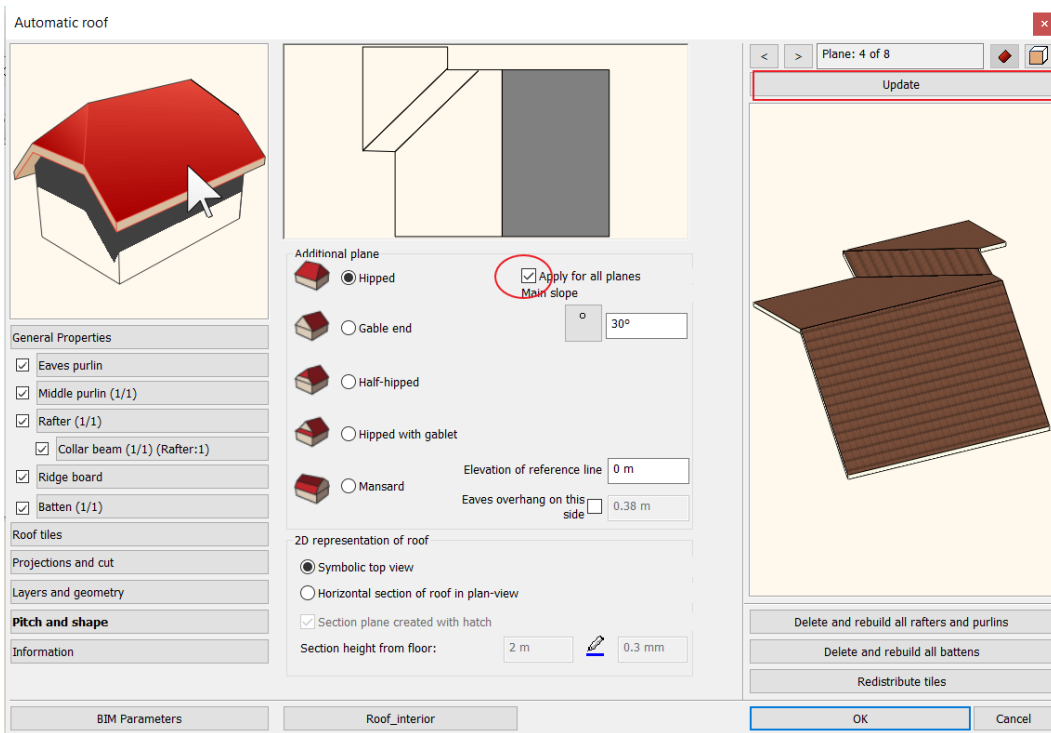 Automatic roof
×
General Properties
Eaves purlin
Middle purlin (1/1)
Rafter (1/1)
Collar beam (1/1) (Rafter:1)
Ridge board
Batten (1/1)
Roof tiles
Projections and cut
Layers and geometry
Pitch and shape
Information
Additional plane
Hipped
Apply for all planes
Main slope
° 30°
Gable end
Half-hipped
Hipped with gablet
Mansard
Elevation of reference line 0 m
Eaves overhang on this
side 0.38 m
2D representation of roof
Symbolic top view
Horizontal section of roof in plan-view
Section plane created with hatch
Section height from floor: 2 m 0.3 mm
< > Plane: 4 of 8
Update
Delete and rebuild all rafters and purlins
Delete and rebuild all battens
Redistribute tiles
BIM Parameters
Roof_interior
OK
Cancel